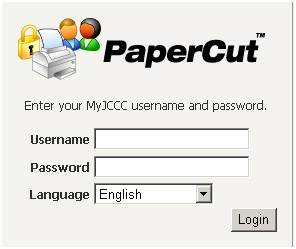 PaperCut™
Enter your MyJCCC username and password.
Username
Password
Language English
Login